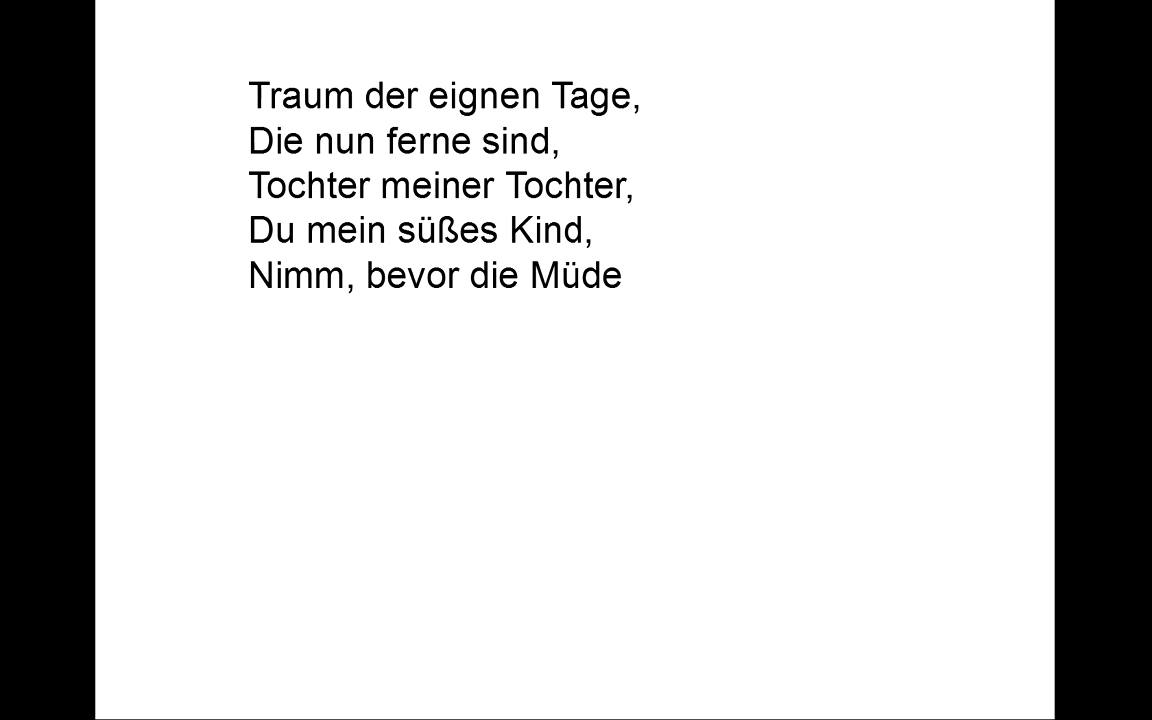 Traum der eignen Tage,
Die nun ferne sind,
Tochter meiner Tochter,
Du mein süßes Kind,
Nimm, bevor die Müde